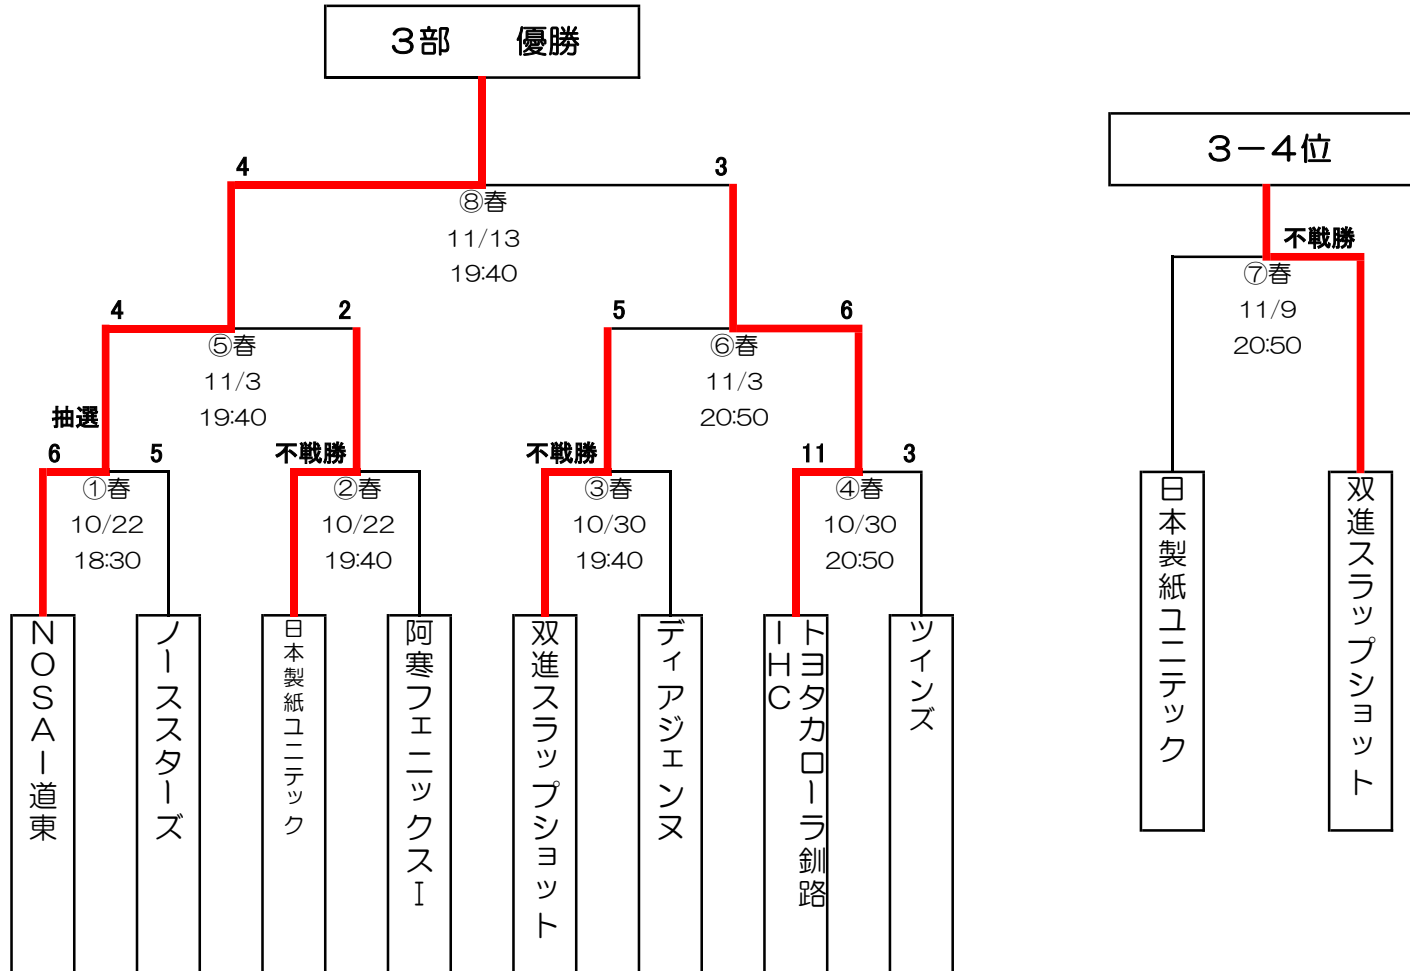 ３部　　優勝
３－４位
4
3
⑧春
11/13
19:40
不戦勝
⑦春
11/9
20:50
4
2
5
6
⑤春
11/3
19:40
⑥春
11/3
20:50
抽選
6
5
不戦勝
不戦勝
11
3
①春
10/22
18:30
②春
10/22
19:40
③春
10/30
19:40
④春
10/30
20:50
ＮＯＳＡＩ道東
ノーススターズ
日本製紙ユニテック
阿寒フェニックスⅠ
双進スラップショット
ディアジェンヌ
トヨタカローラ釧路
ＩＨＣ
ツインズ
日本製紙ユニテック
双進スラップショット